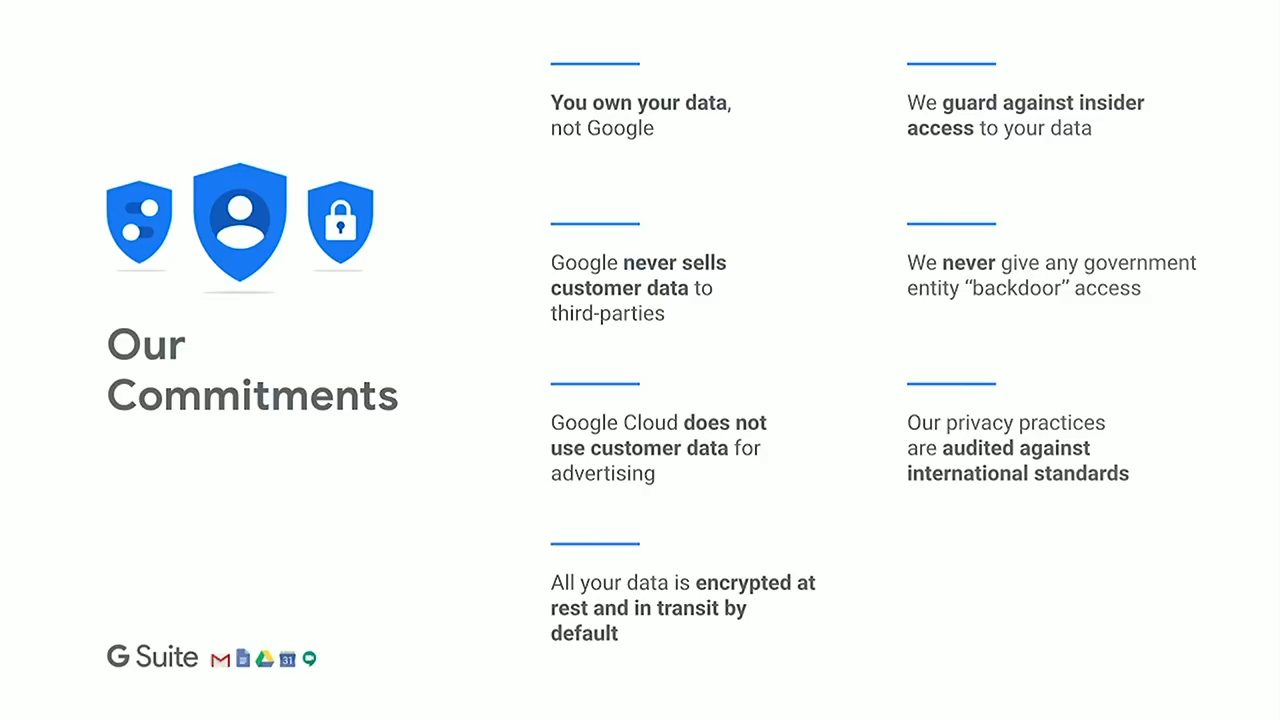 Our
Commitments
You own your data,
not Google
Google never sells
customer data to
third-parties
Google Cloud does not
use customer data for
advertising
All your data is encrypted at
rest and in transit by
default
We guard against insider
access to your data
We never give any government
entity “backdoor” access
Our privacy practices
are audited against
international standards
G Suite
31